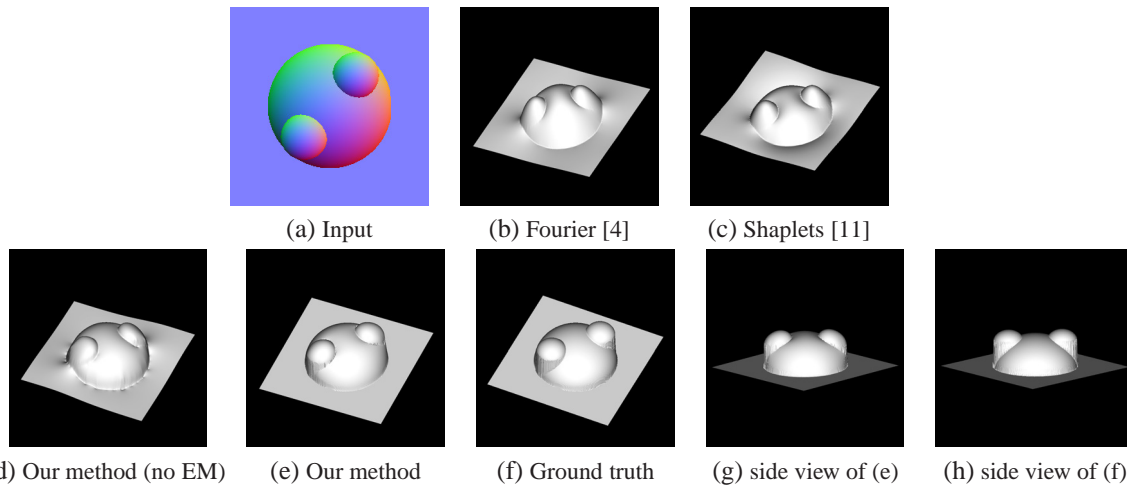 (a) Input (b) Fourier [4] (c) Shaplets [11]
d) Our method (no EM) (e) Our method (f) Ground truth (g) side view of (e) (h) side view of (f)